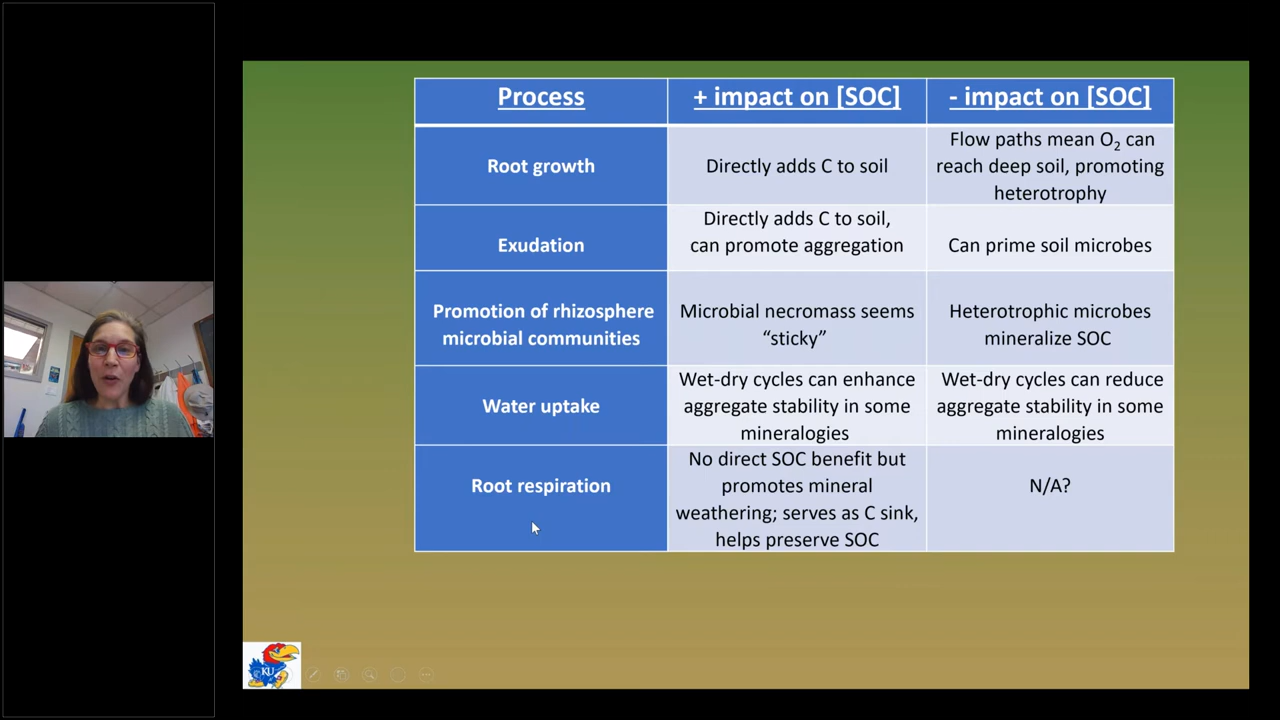 Process
+ impact on [SOC]
- impact on [SOC]
Root growth
Directly adds C to soil
Flow paths mean O₂ can
reach deep soil, promoting
heterotrophy
Exudation
Directly adds C to soil,
can promote aggregation
Can prime soil microbes
Promotion of rhizosphere
microbial communities
Microbial necromass seems
“sticky”
Heterotrophic microbes
mineralize SOC
Water uptake
Wet-dry cycles can enhance
aggregate stability in some
mineralogies
Wet-dry cycles can reduce
aggregate stability in some
mineralogies
Root respiration
No direct SOC benefit but
promotes mineral
weathering; serves as C sink,
helps preserve SOC
N/A?
KU